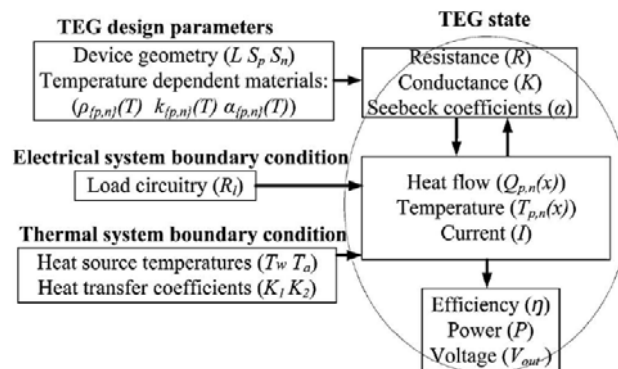 TEG design parameters
Device geometry (L Sp Sn)
Temperature dependent materials:
(ρ{p,n}(T) k{p,n}(T) α{p,n}(T))
Electrical system boundary condition
Load circuitry (Rl)
Thermal system boundary condition
Heat source temperatures (Tw Ta)
Heat transfer coefficients (K1 K2)
TEG state
Resistance (R)
Conductance (K)
Seebeck coefficients (α)
Heat flow (Qp,n(x))
Temperature (Tp,n(x))
Current (I)
Efficiency (η)
Power (P)
Voltage (Vout)